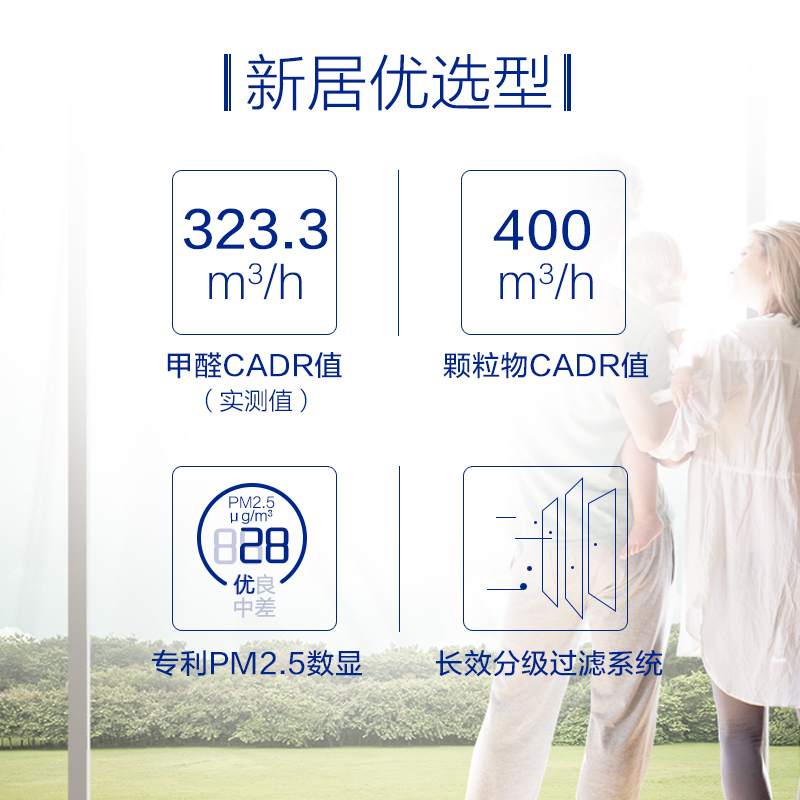 新居优选型
323.3
m³/h
甲醛CADR值
（实测值）
400
m³/h
颗粒物CADR值
PM2.5
μg/m³
28
优良
中差
专利PM2.5数显
长效分级过滤系统